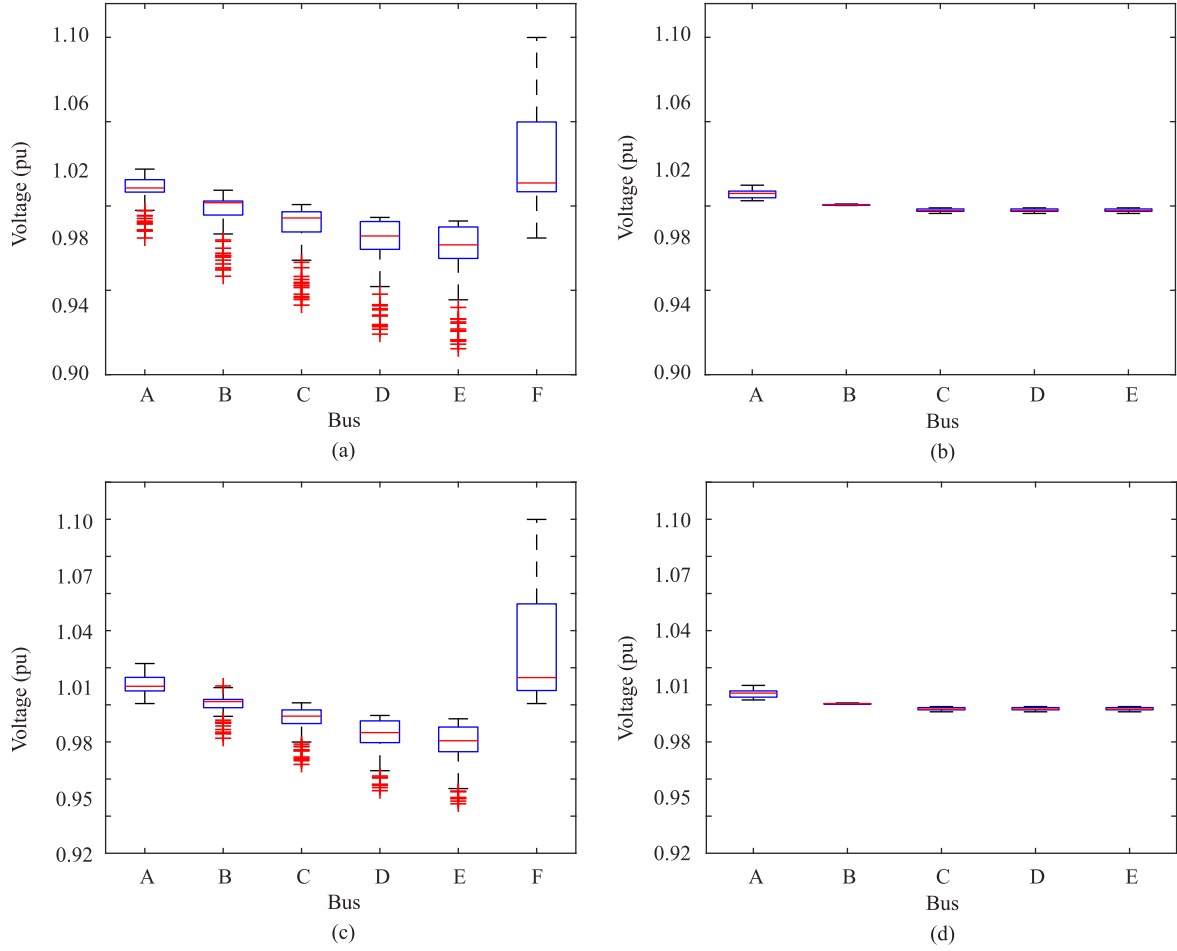 1.10
1.06
1.02
0.98
0.94
0.90
Voltage (pu)
A B C D E F
Bus
(a)
1.10
1.06
1.02
0.98
0.94
0.90
Voltage (pu)
A B C D E
Bus
(b)
1.10
1.07
1.04
1.01
0.98
0.95
0.92
Voltage (pu)
A B C D E F
Bus
(c)
1.10
1.07
1.04
1.01
0.98
0.95
0.92
Voltage (pu)
A B C D E
Bus
(d)